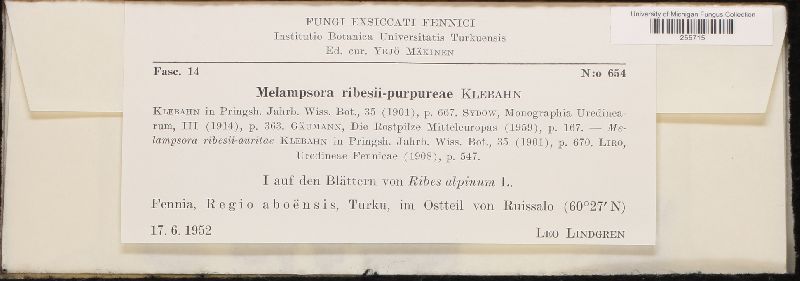 FUNGI EXSICCATI FENNICI
Institutio Botanica Universitatis Turkuensis
Ed. cur. YRJÖ MÄKINEN
University of Michigan Fungus Collection
255715
Fasc. 14 N:o 654
Melampsora ribesii-purpureae KLEBAHN
KLEBAHN in Pringsh. Jahrb. Wiss. Bot., 35 (1901), p. 667. SYDOW, Monographia Uredinea-
rum, III (1914), p. 363. GÄUMANN, Die Rostpilze Mitteleuropas (1959), p. 167. — Me-
lampsora ribesii-auritae KLEBAHN in Pringsh. Jahrb. Wiss. Bot., 35 (1901), p. 670. LIRO,
Uredineae Fennicae (1908), p. 547.
I auf den Blättern von Ribes alpinum L.
Fennia, Regio aboënsis, Turku, im Ostteil von Ruissalo (60°27′ N)
17. 6. 1952 LEO LINDGREN